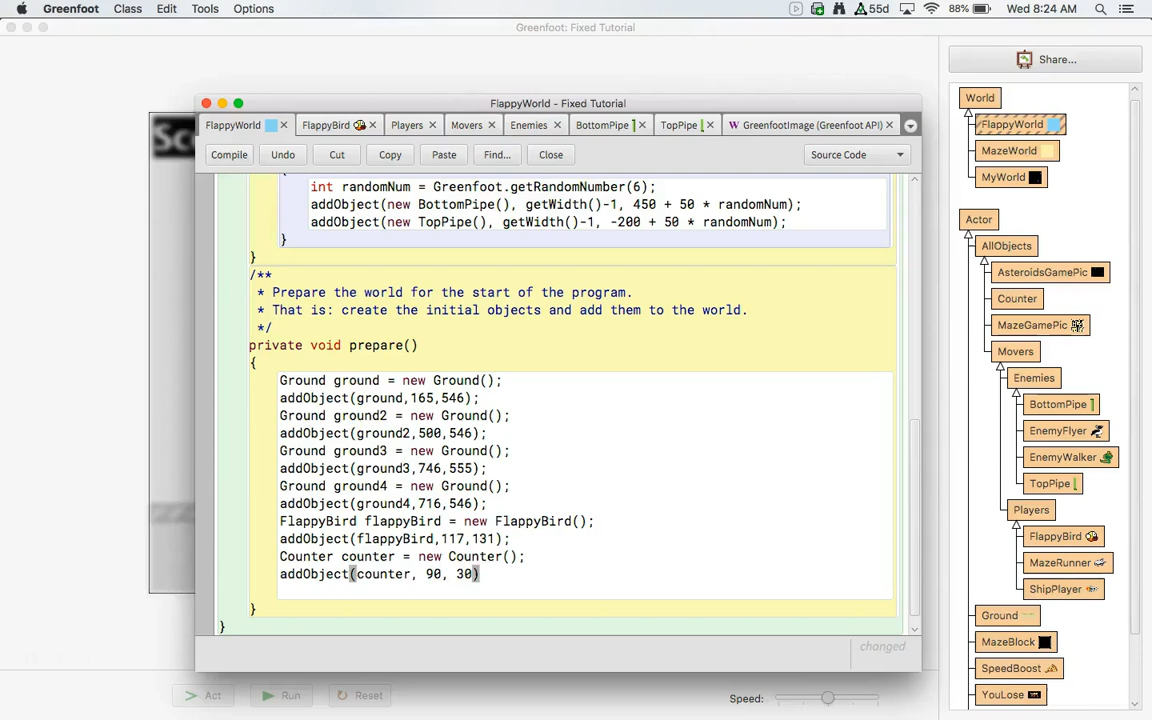 Greenfoot Class Edit Tools Options 55d 88% Wed 8:24 AM
Greenfoot: Fixed Tutorial
Share...
World
FlappyWorld
MazeWorld
MyWorld
Actor
AllObjects
AsteroidsGamePic
Counter
MazeGamePic
Movers
Enemies
BottomPipe
EnemyFlyer
EnemyWalker
TopPipe
Players
FlappyBird
MazeRunner
ShipPlayer
Ground
MazeBlock
SpeedBoost
YouLose
FlappyWorld - Fixed Tutorial
FlappyWorld FlappyBird Players Movers Enemies BottomPipe TopPipe GreenfootImage (Greenfoot API)
Compile Undo Cut Copy Paste Find... Close Source Code
{
int randomNum = Greenfoot.getRandomNumber(6);
addObject(new BottomPipe(), getWidth()-1, 450 + 50 * randomNum);
addObject(new TopPipe(), getWidth()-1, -200 + 50 * randomNum);
}
}
/**
* Prepare the world for the start of the program.
* That is: create the initial objects and add them to the world.
*/
private void prepare()
{
Ground ground = new Ground();
addObject(ground,165,546);
Ground ground2 = new Ground();
addObject(ground2,500,546);
Ground ground3 = new Ground();
addObject(ground3,746,555);
Ground ground4 = new Ground();
addObject(ground4,716,546);
FlappyBird flappyBird = new FlappyBird();
addObject(flappyBird,117,131);
Counter counter = new Counter();
addObject(counter, 90, 30)
}
}
changed
Act Run Reset Speed: